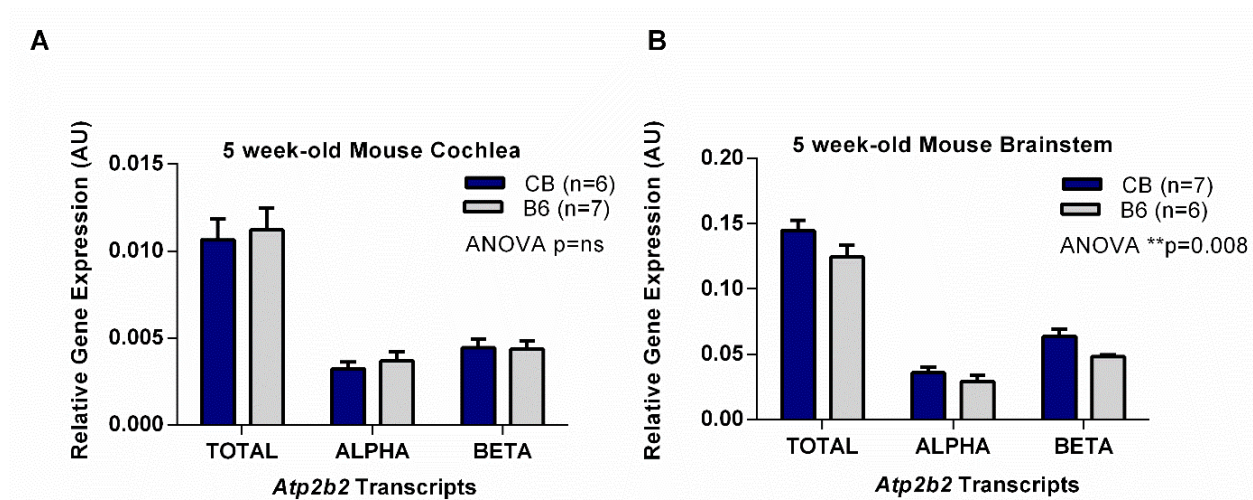 A
5 week-old Mouse Cochlea
CB (n=6)
B6 (n=7)
ANOVA p=ns
Relative Gene Expression (AU)
0.015
0.010
0.005
0.000
TOTAL ALPHA BETA
Atp2b2 Transcripts
B
5 week-old Mouse Brainstem
CB (n=7)
B6 (n=6)
ANOVA **p=0.008
Relative Gene Expression (AU)
0.20
0.15
0.10
0.05
0.00
TOTAL ALPHA BETA
Atp2b2 Transcripts